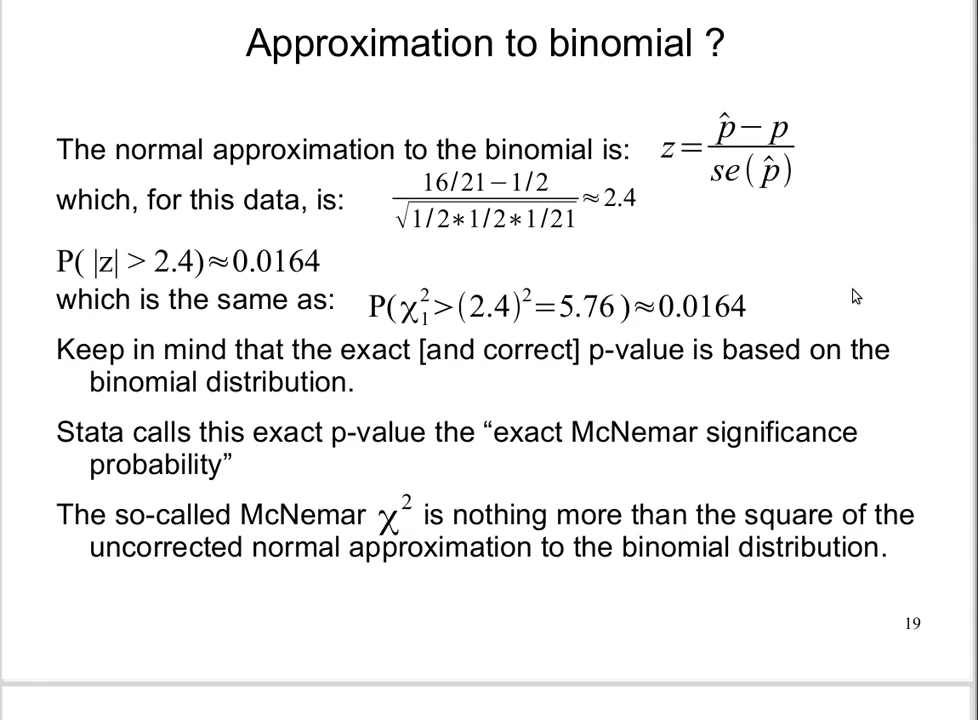 Approximation to binomial ?
The normal approximation to the binomial is: z = (p̂ − p) / se(p̂)
which, for this data, is: (16/21−1/2) / √(1/2∗1/2∗1/21) ≈2.4
P( |z| > 2.4)≈0.0164
which is the same as: P(χ²₁>(2.4)²=5.76)≈0.0164
Keep in mind that the exact [and correct] p-value is based on the
binomial distribution.
Stata calls this exact p-value the “exact McNemar significance
probability”
The so-called McNemar χ² is nothing more than the square of the
uncorrected normal approximation to the binomial distribution.
19